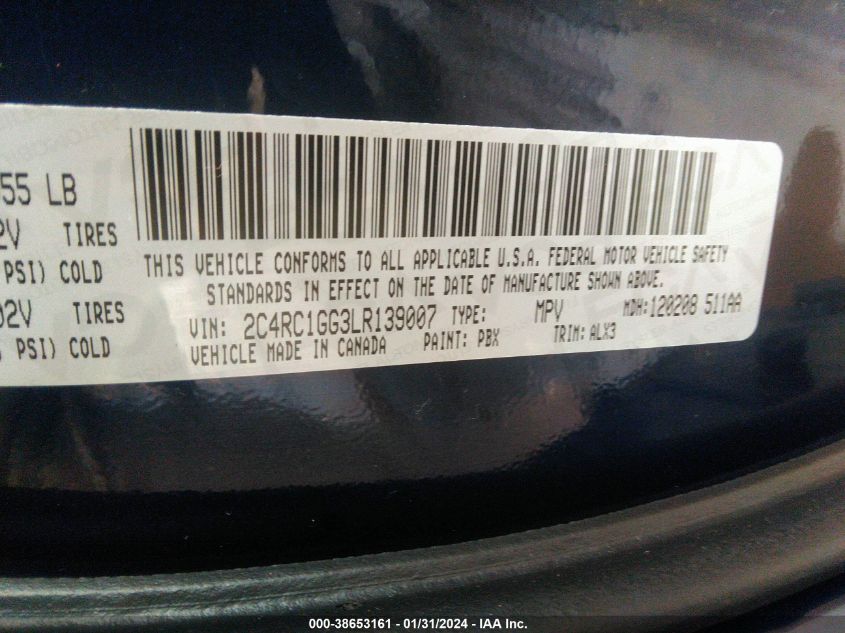 55 LB
2V TIRES
PSI) COLD
02V TIRES
PSI) COLD
THIS VEHICLE CONFORMS TO ALL APPLICABLE U.S.A. FEDERAL MOTOR VEHICLE SAFETY
STANDARDS IN EFFECT ON THE DATE OF MANUFACTURE SHOWN ABOVE.
VIN: 2C4RC1GG3LR139007 TYPE: MPV MDH: 120208 511AA
VEHICLE MADE IN CANADA PAINT: PBX TRIM: ALX3
000-38653161 - 01/31/2024 - IAA Inc.